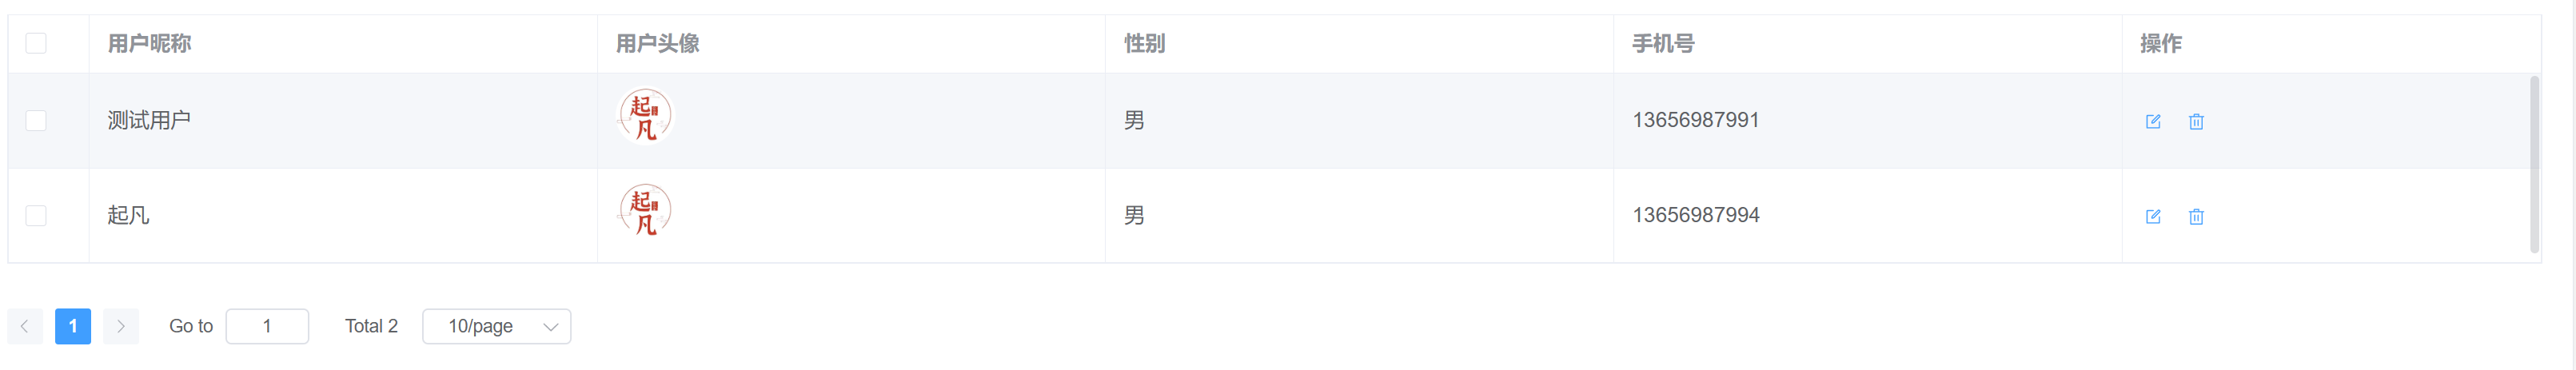 用户昵称 用户头像 性别 手机号 操作
测试用户 起凡 男 13656987991
起凡 起凡 男 13656987994
1 Go to 1 Total 2 10/page